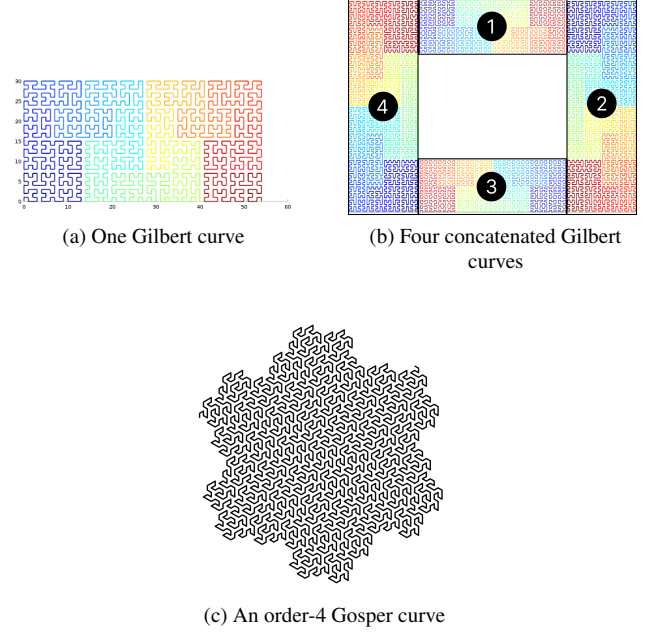 30
25
20
15
10
5
0
0 10 20 30 40 50 60
1
2
4
3
(a) One Gilbert curve
(b) Four concatenated Gilbert
curves
(c) An order-4 Gosper curve